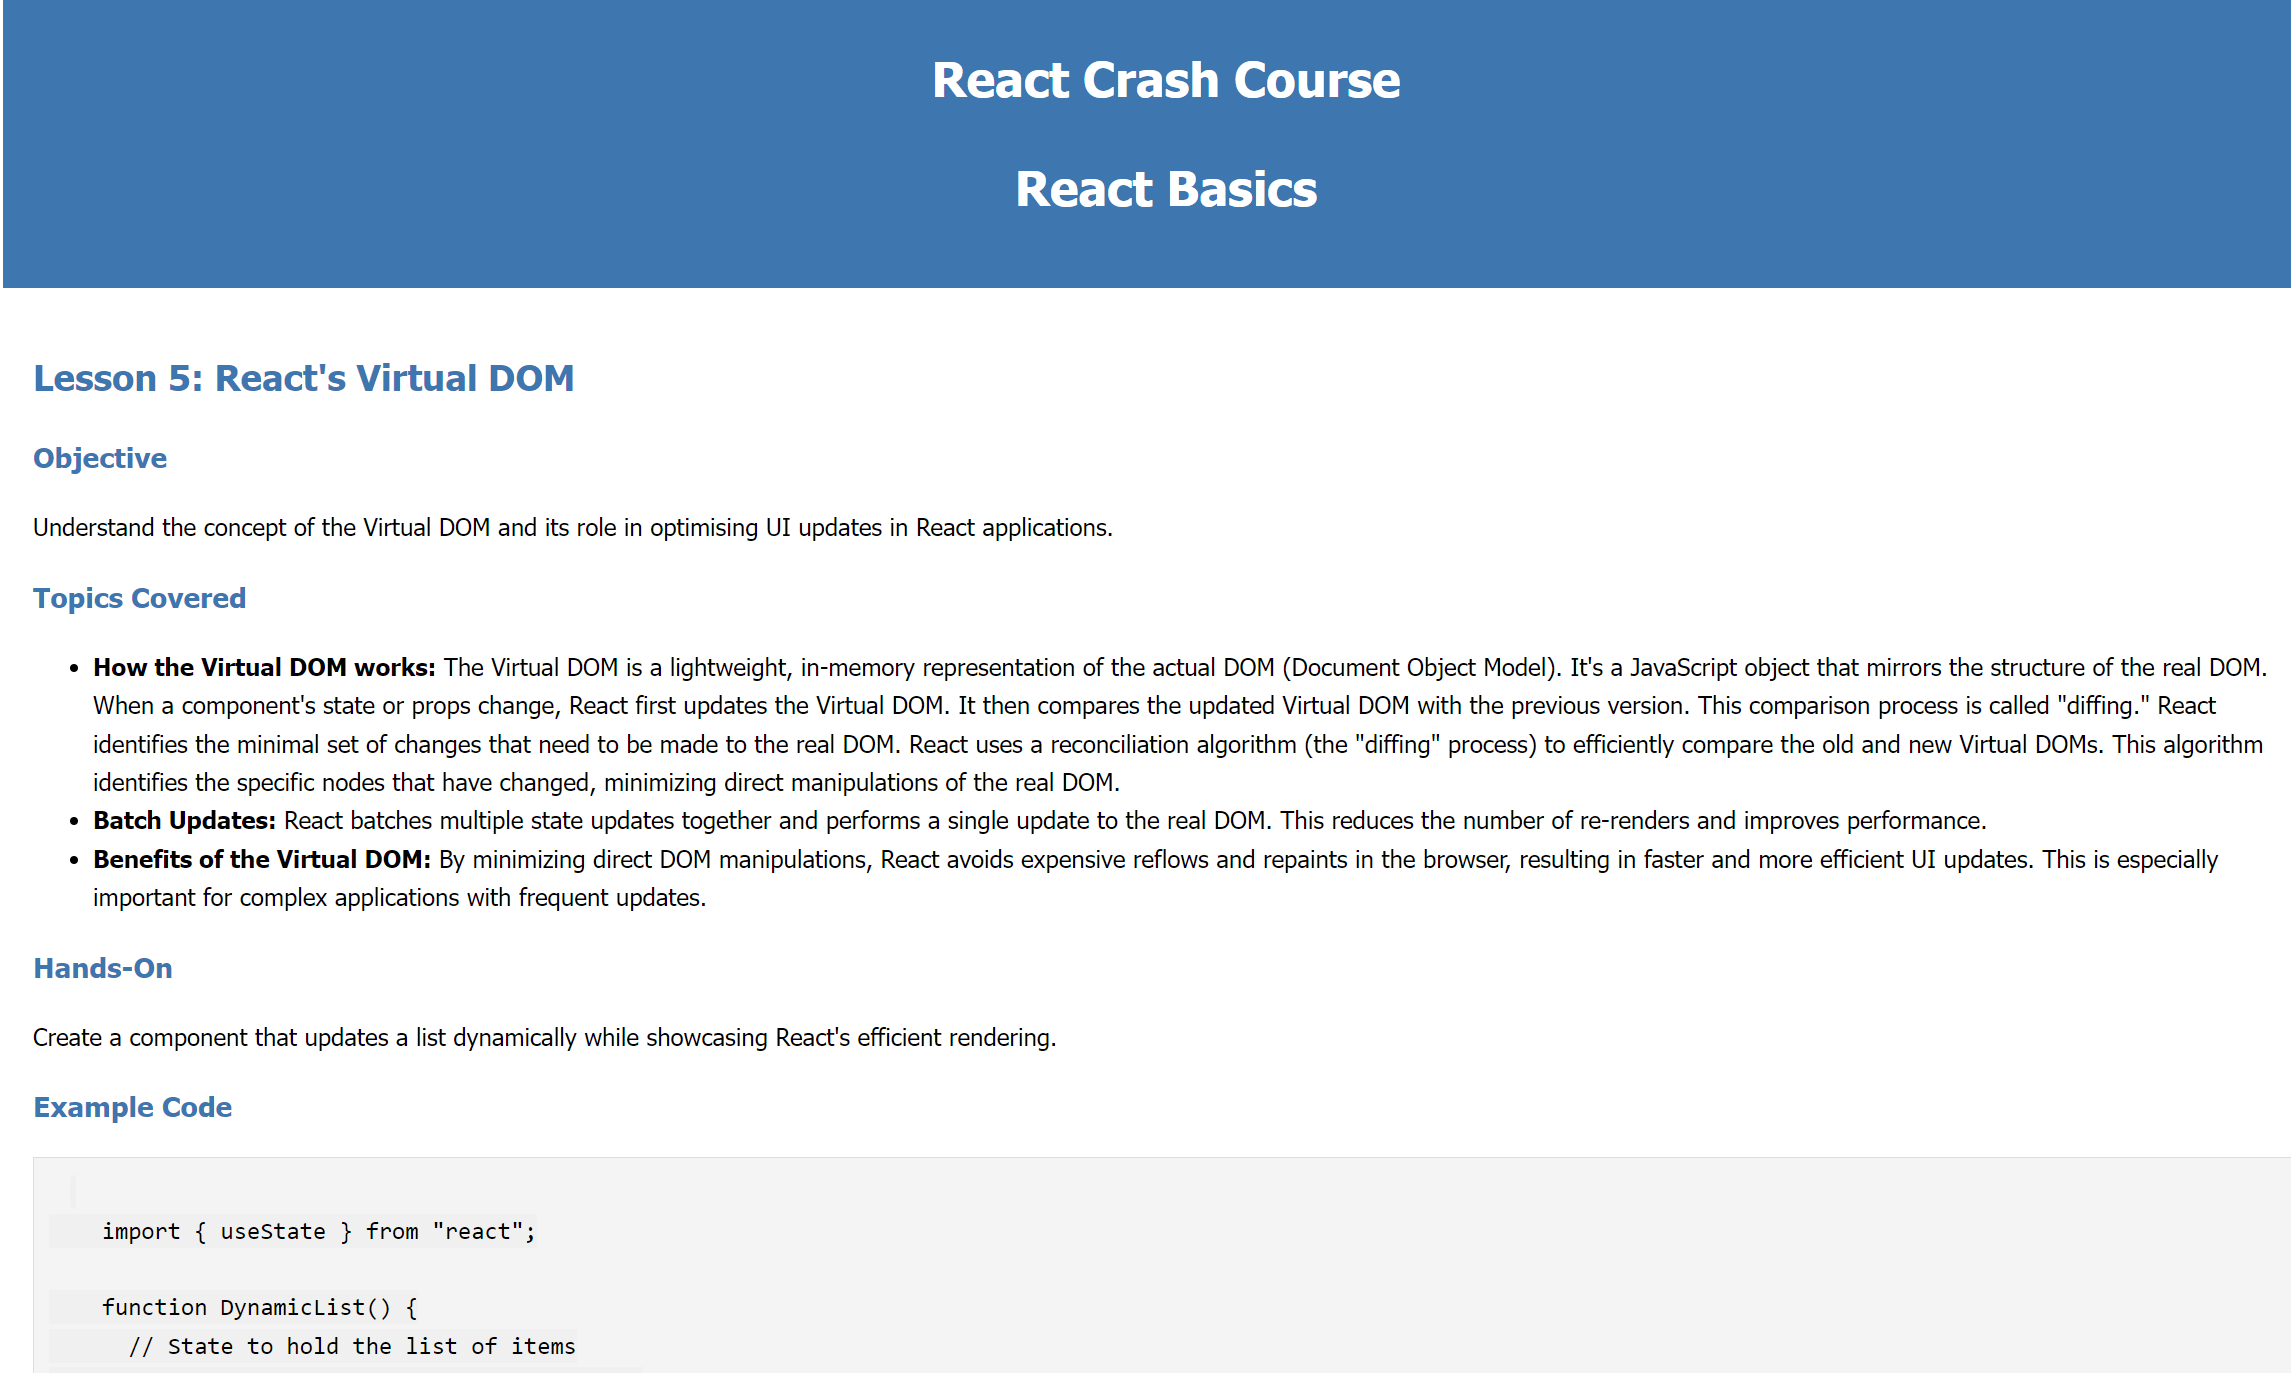 React Crash Course
React Basics
Lesson 5: React's Virtual DOM
Objective
Understand the concept of the Virtual DOM and its role in optimising UI updates in React applications.
Topics Covered
• How the Virtual DOM works: The Virtual DOM is a lightweight, in-memory representation of the actual DOM (Document Object Model). It's a JavaScript object that mirrors the structure of the real DOM.
When a component's state or props change, React first updates the Virtual DOM. It then compares the updated Virtual DOM with the previous version. This comparison process is called "diffing." React
identifies the minimal set of changes that need to be made to the real DOM. React uses a reconciliation algorithm (the "diffing" process) to efficiently compare the old and new Virtual DOMs. This algorithm
identifies the specific nodes that have changed, minimizing direct manipulations of the real DOM.
• Batch Updates: React batches multiple state updates together and performs a single update to the real DOM. This reduces the number of re-renders and improves performance.
• Benefits of the Virtual DOM: By minimizing direct DOM manipulations, React avoids expensive reflows and repaints in the browser, resulting in faster and more efficient UI updates. This is especially
important for complex applications with frequent updates.
Hands-On
Create a component that updates a list dynamically while showcasing React's efficient rendering.
Example Code
import { useState } from "react";
function DynamicList() {
// State to hold the list of items